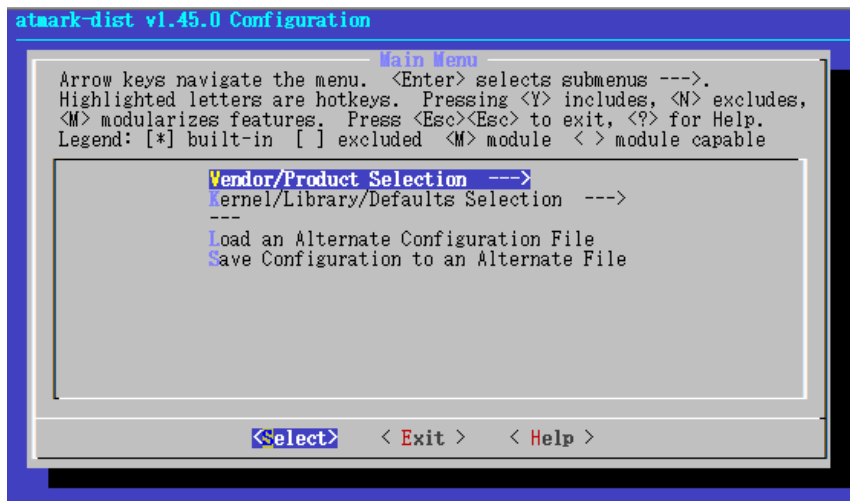 atmark-dist v1.45.0 Configuration
Main Menu
Arrow keys navigate the menu.  <Enter> selects submenus --->.
Highlighted letters are hotkeys.  Pressing <Y> includes, <N> excludes,
<M> modularizes features.  Press <Esc><Esc> to exit, <?> for Help.
Legend: [*] built-in  [ ] excluded  <M> module  < > module capable
Vendor/Product Selection  --->
Kernel/Library/Defaults Selection  --->
---
Load an Alternate Configuration File
Save Configuration to an Alternate File
<Select>    < Exit >    < Help >